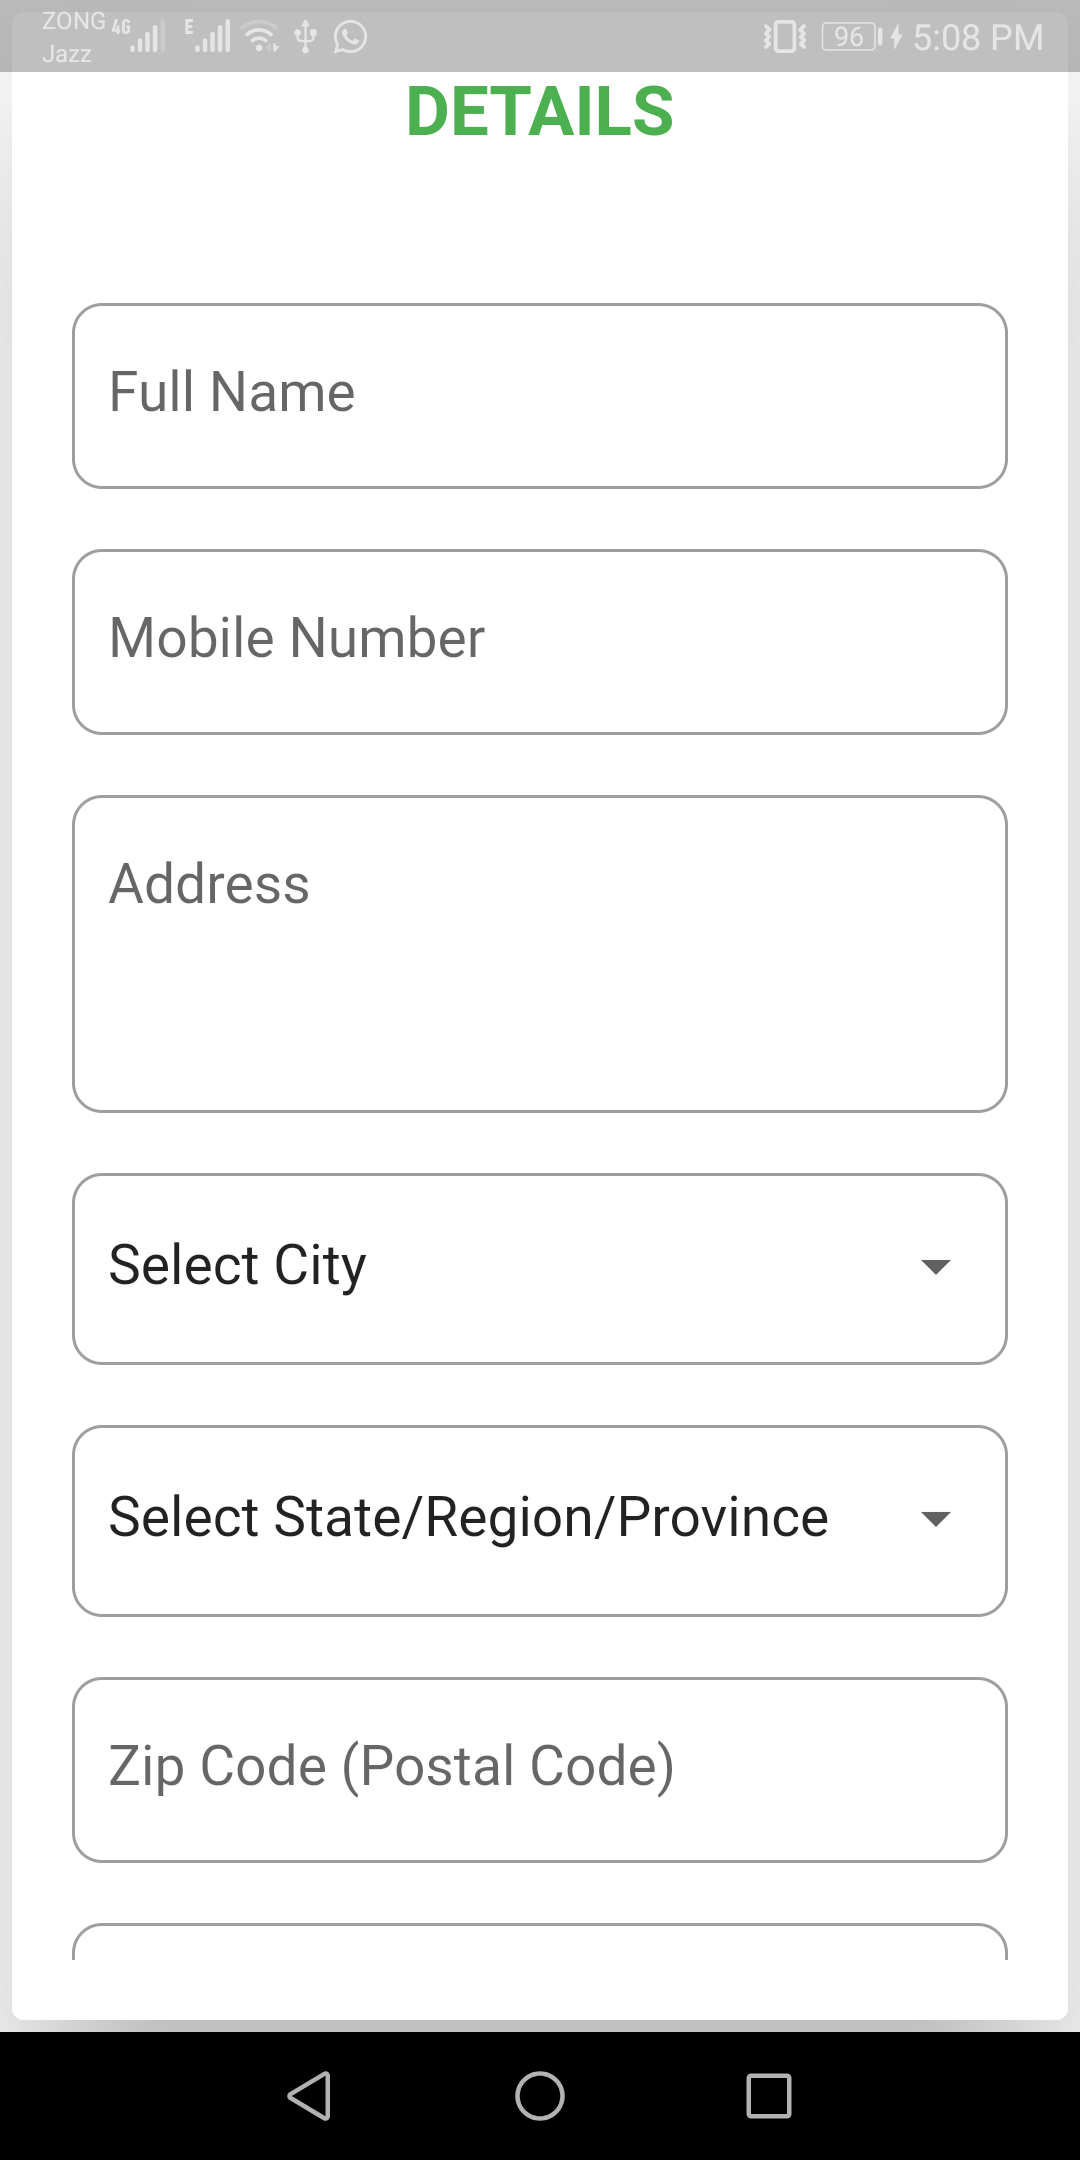 ZONG 4G E 96 5:08 PM
Jazz
DETAILS
Full Name
Mobile Number
Address
Select City
Select State/Region/Province
Zip Code (Postal Code)